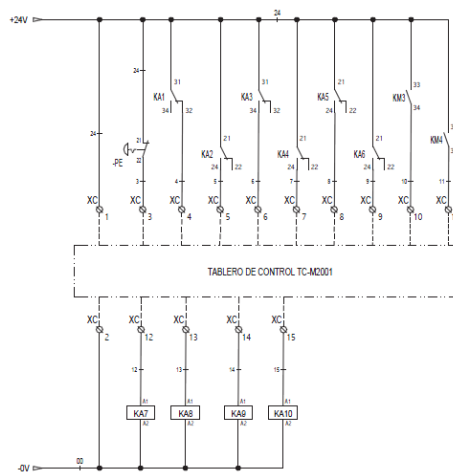 24
+24V
24
31
KA1
34 32
31
KA3
34 32
21
KA5
24 22
33
KM3
34
24
21
22
-PE
21
KA2
24 22
21
KA4
24 22
21
KA6
24 22
KM4
3 4 5 6 7 8 9 10 11
XC XC XC XC XC XC XC XC XC
1 3 4 5 6 7 8 9 10
TABLERO DE CONTROL TC-M2001
XC XC XC XC XC
2 12 13 14 15
12 13 14 15
A1 A1 A1 A1
KA7 KA8 KA9 KA10
A2 A2 A2 A2
00
-0V